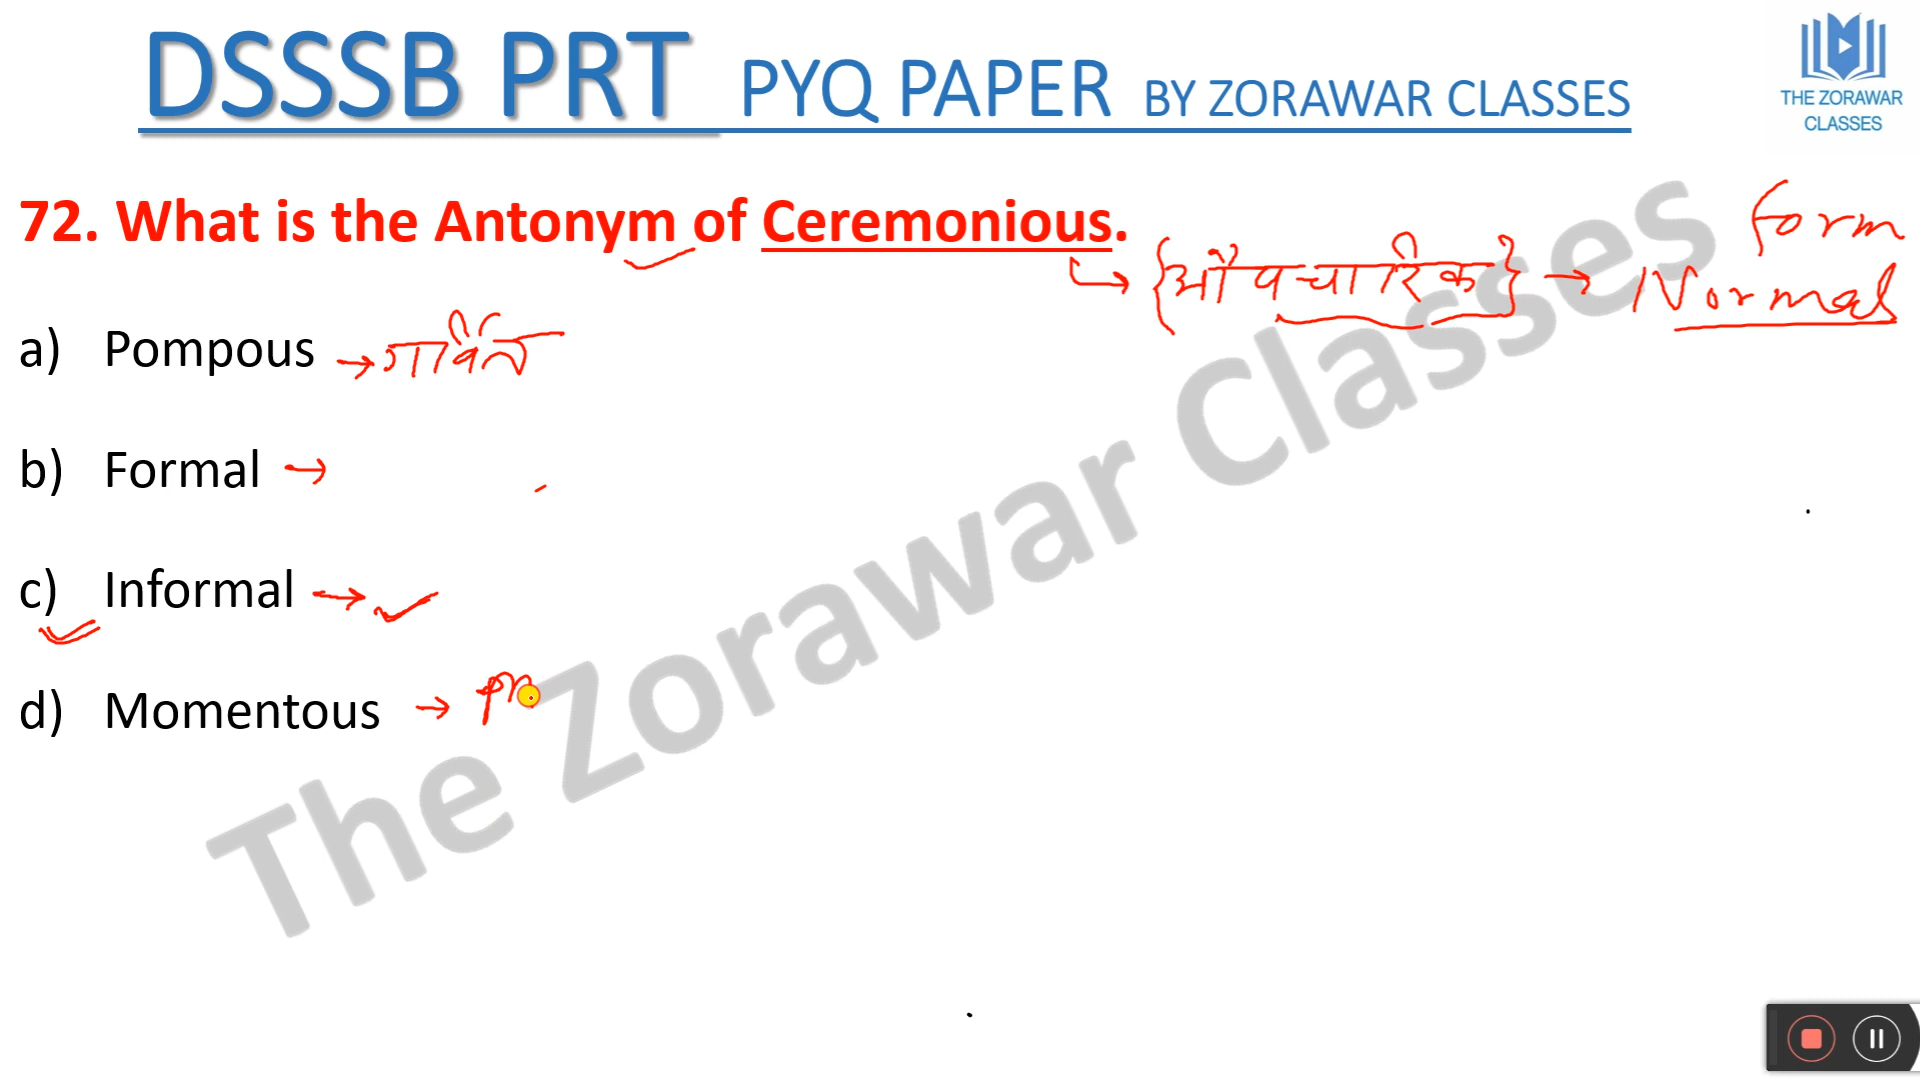 DSSSB PRT PYQ PAPER BY ZORAWAR CLASSES
THE ZORAWAR
CLASSES
72. What is the Antonym of Ceremonious.
{औपचारिक} → Normal
Form
a) Pompous → गर्वित
b) Formal →
c) Informal →
d) Momentous →
The Zorawar Classes